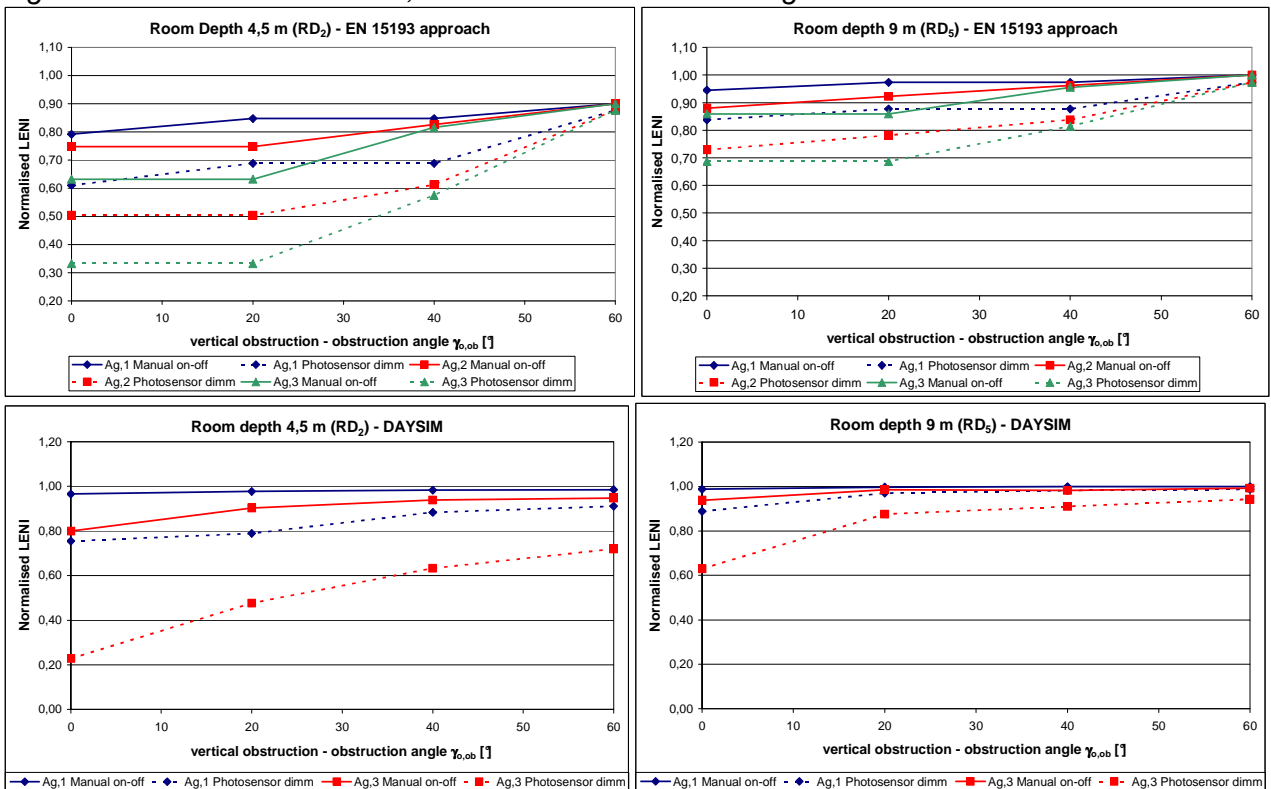 Room Depth 4,5 m (RD2) - EN 15193 approach
Normalised LENI
1,10
1,00
0,90
0,80
0,70
0,60
0,50
0,40
0,30
0,20
0 10 20 30 40 50 60
vertical obstruction - obstruction angle γo,ob [°]
Ag,1 Manual on-off Ag,1 Photosensor dimm Ag,2 Manual on-off
Ag,2 Photosensor dimm Ag,3 Manual on-off Ag,3 Photosensor dimm
Room depth 9 m (RD5) - EN 15193 approach
Normalised LENI
1,10
1,00
0,90
0,80
0,70
0,60
0,50
0,40
0,30
0,20
0 10 20 30 40 50 60
vertical obstruction - obstruction angle γo,ob [°]
Ag,1 Manual on-off Ag,1 Photosensor dimm Ag,2 Manual on-off
Ag,2 Photosensor dimm Ag,3 Manual on-off Ag,3 Photosensor dimm
Room depth 4,5 m (RD2) - DAYSIM
Normalised LENI
1,20
1,00
0,80
0,60
0,40
0,20
0,00
0 10 20 30 40 50 60
vertical obstruction - obstruction angle γo,ob [°]
Ag,1 Manual on-off Ag,1 Photosensor dimm Ag,3 Manual on-off Ag,3 Photosensor dimm
Room depth 9 m (RD5) - DAYSIM
Normalised LENI
1,20
1,00
0,80
0,60
0,40
0,20
0,00
0 10 20 30 40 50 60
vertical obstruction - obstruction angle γo,ob [°]
Ag,1 Manual on-off Ag,1 Photosensor dimm Ag,3 Manual on-off Ag,3 Photosensor dimm